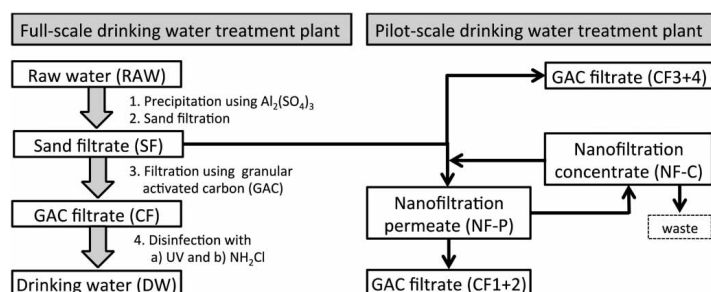 Full-scale drinking water treatment plant
Raw water (RAW)
1. Precipitation using Al₂(SO₄)₃
2. Sand filtration
Sand filtrate (SF)
3. Filtration using granular
activated carbon (GAC)
GAC filtrate (CF)
4. Disinfection with
a) UV and b) NH₂Cl
Drinking water (DW)
Pilot-scale drinking water treatment plant
GAC filtrate (CF3+4)
Nanofiltration
concentrate (NF-C)
Nanofiltration
permeate (NF-P)
waste
GAC filtrate (CF1+2)